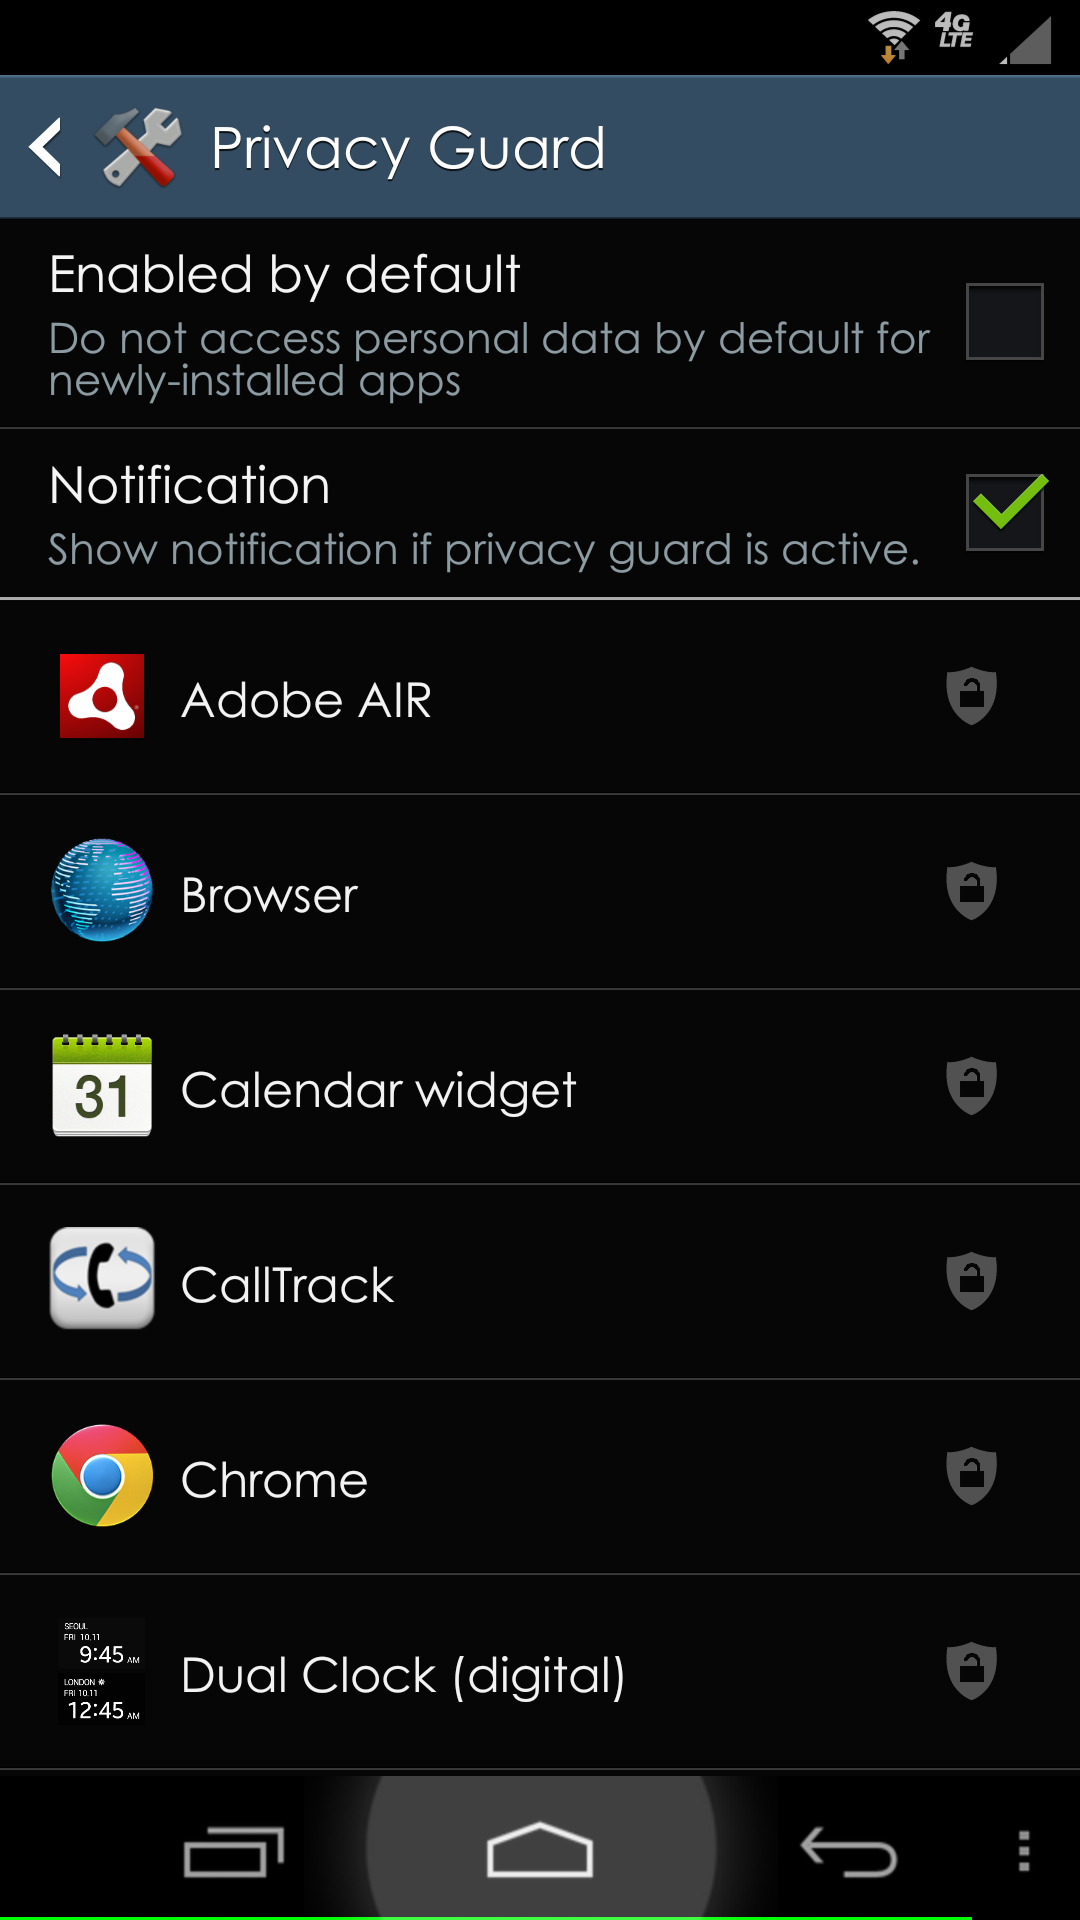 4G
LTE
Privacy Guard
Enabled by default
Do not access personal data by default for
newly-installed apps
Notification
Show notification if privacy guard is active.
Adobe AIR
Browser
31
Calendar widget
CallTrack
Chrome
SEOUL
FRI 10.11
9:45 AM
LONDON
FRI 10.11
12:45 AM
Dual Clock (digital)